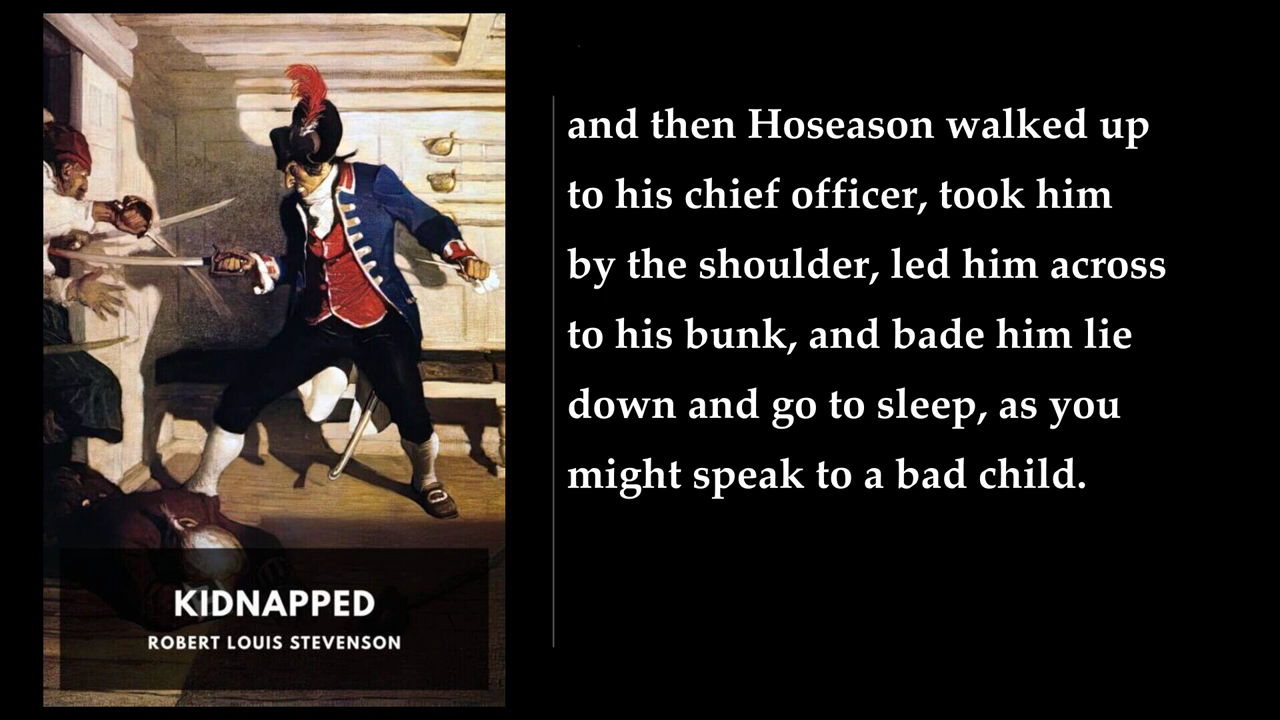 and then Hoseason walked up
to his chief officer, took him
by the shoulder, led him across
to his bunk, and bade him lie
down and go to sleep, as you
might speak to a bad child.
KIDNAPPED
ROBERT LOUIS STEVENSON